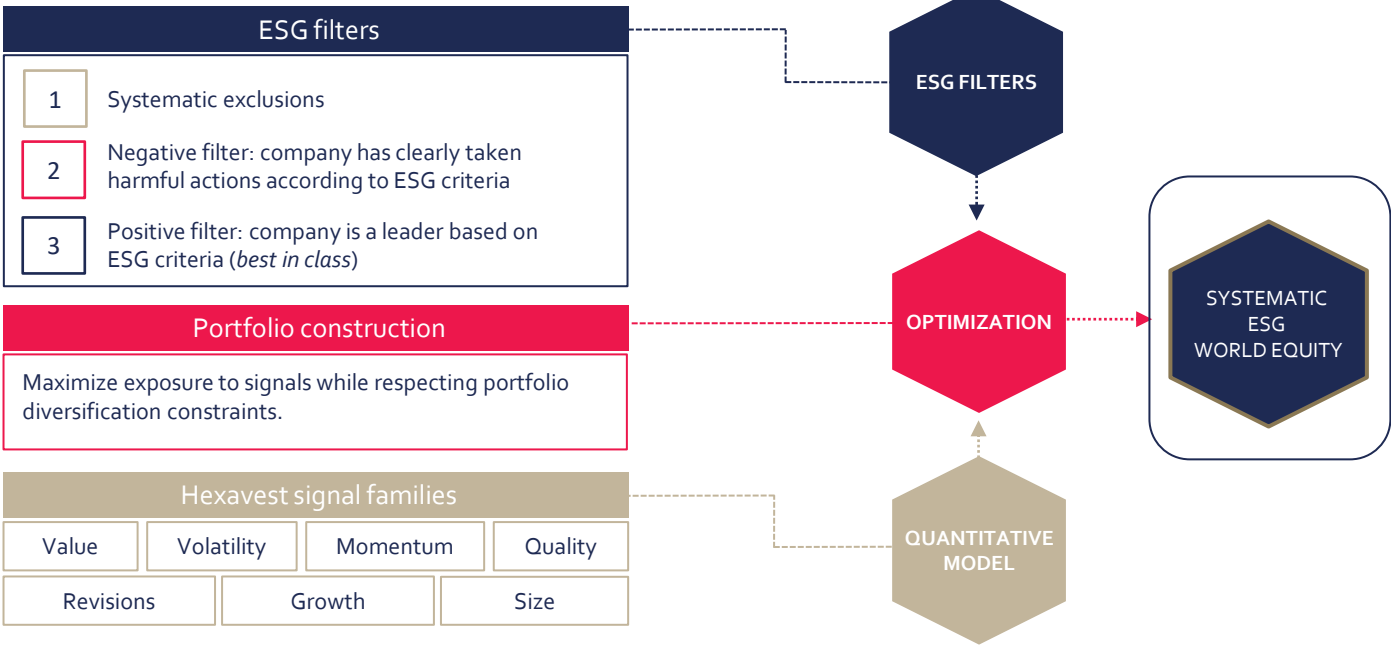 ESG filters
1
Systematic exclusions
2
Negative filter: company has clearly taken
harmful actions according to ESG criteria
3
Positive filter: company is a leader based on
ESG criteria (best in class)
Portfolio construction
Maximize exposure to signals while respecting portfolio
diversification constraints.
Hexavest signal families
Value
Volatility
Momentum
Quality
Revisions
Growth
Size
ESG FILTERS
OPTIMIZATION
QUANTITATIVE
MODEL
SYSTEMATIC
ESG
WORLD EQUITY